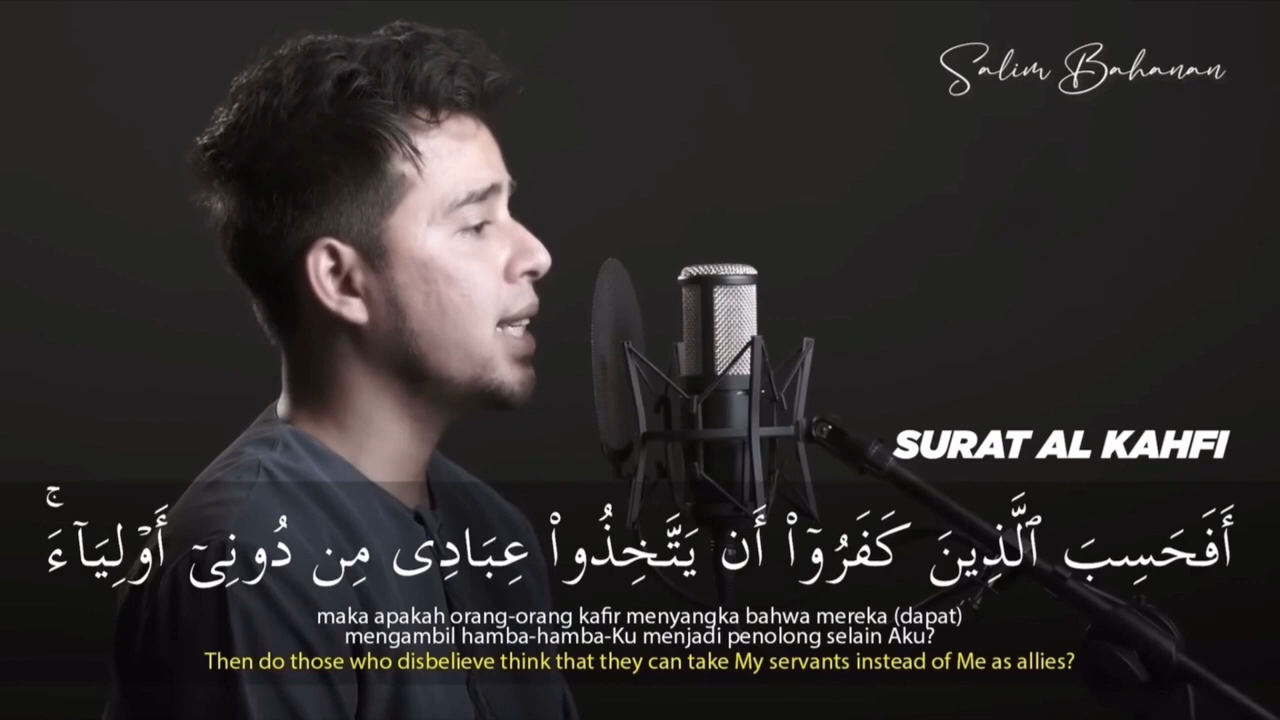 Salim Bahanan
SURAT AL KAHFI
أَفَحَسِبَ ٱلَّذِينَ كَفَرُوٓا۟ أَن يَتَّخِذُوا۟ عِبَادِى مِن دُونِىٓ أَوْلِيَآءَ ۚ
maka apakah orang-orang kafir menyangka bahwa mereka (dapat)
mengambil hamba-hamba-Ku menjadi penolong selain Aku?
Then do those who disbelieve think that they can take My servants instead of Me as allies?